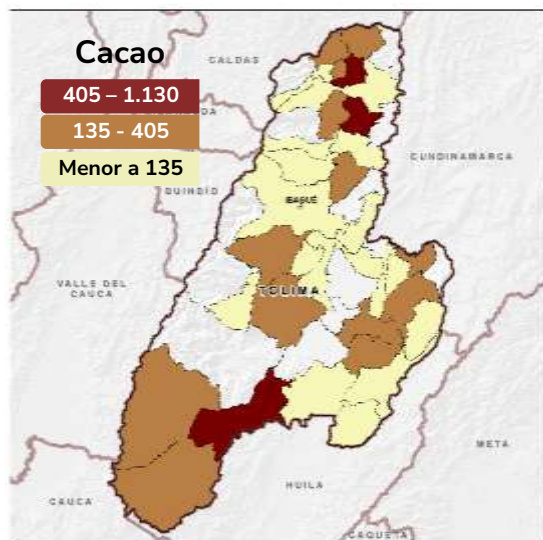 Cacao
CALDAS
405 – 1.130
135 - 405
CUNDINAMARCA
Menor a 135
QUINDÍO
IBAGUÉ
VALLE DEL
CAUCA
TOLIMA
META
HUILA
CAUCA
CAQUETA